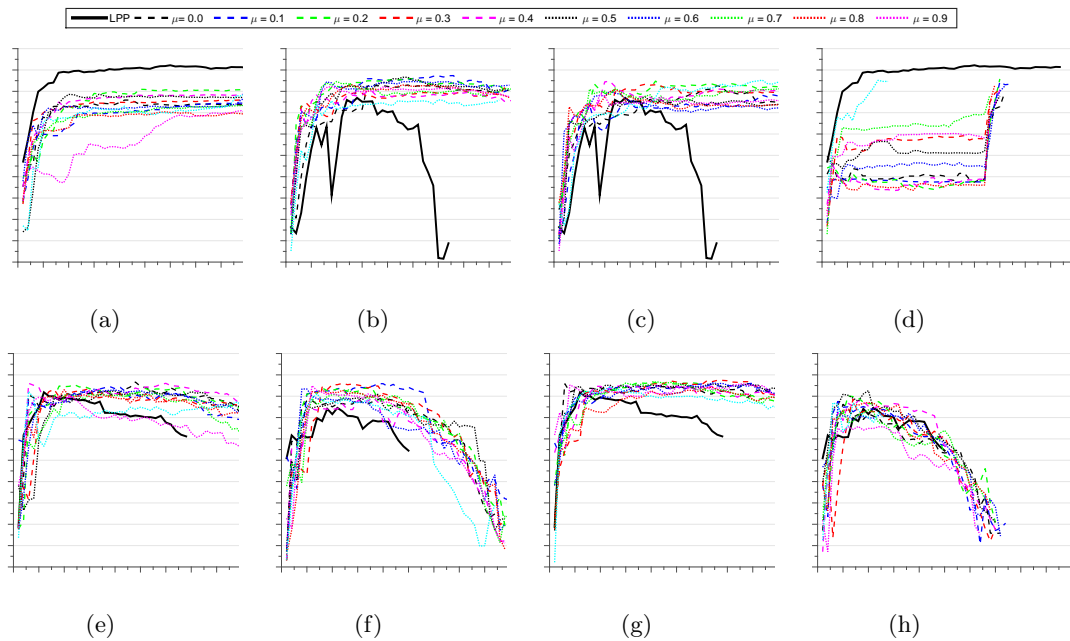 LPP μ= 0.0 μ = 0.1 μ = 0.2 μ = 0.3 μ = 0.4 μ = 0.5 μ = 0.6 μ = 0.7 μ = 0.8 μ = 0.9
(a) (b) (c) (d)
(e) (f) (g) (h)